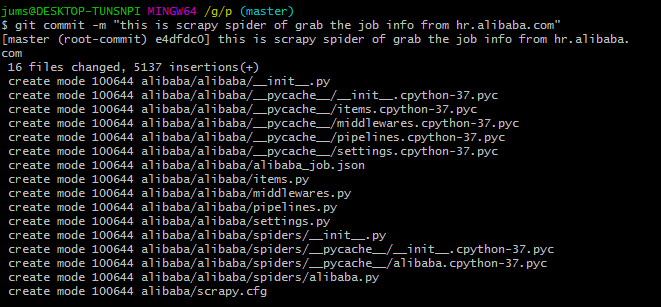 jums@DESKTOP-TUNSNPI MINGW64 /g/p (master)
$ git commit -m "this is scrapy spider of grab the job info from hr.alibaba.com"
[master (root-commit) e4dfdc0] this is scrapy spider of grab the job info from hr.alibaba.
com
 16 files changed, 5137 insertions(+)
 create mode 100644 alibaba/alibaba/__init__.py
 create mode 100644 alibaba/alibaba/__pycache__/__init__.cpython-37.pyc
 create mode 100644 alibaba/alibaba/__pycache__/items.cpython-37.pyc
 create mode 100644 alibaba/alibaba/__pycache__/middlewares.cpython-37.pyc
 create mode 100644 alibaba/alibaba/__pycache__/pipelines.cpython-37.pyc
 create mode 100644 alibaba/alibaba/__pycache__/settings.cpython-37.pyc
 create mode 100644 alibaba/alibaba/alibaba_job.json
 create mode 100644 alibaba/alibaba/items.py
 create mode 100644 alibaba/alibaba/middlewares.py
 create mode 100644 alibaba/alibaba/pipelines.py
 create mode 100644 alibaba/alibaba/settings.py
 create mode 100644 alibaba/alibaba/spiders/__init__.py
 create mode 100644 alibaba/alibaba/spiders/__pycache__/__init__.cpython-37.pyc
 create mode 100644 alibaba/alibaba/spiders/__pycache__/alibaba.cpython-37.pyc
 create mode 100644 alibaba/alibaba/spiders/alibaba.py
 create mode 100644 alibaba/scrapy.cfg